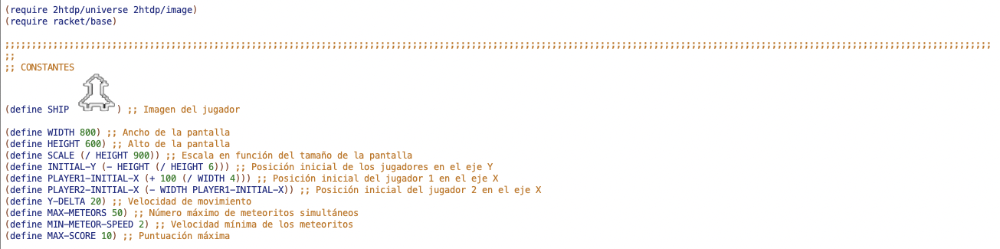 (require 2htdp/universe 2htdp/image)
(require racket/base)
;;;;;;;;;;;;;;;;;;;;;;;;;;;;;;;;;;;;;;;;;;;;;;;;;;;;;;;;;;;;;;;;;;;;;;;;;;;;;;;;;;;;;;;;;;;;;;;;;;;;;;;;;;;;;;;;;;;;;;;;;;;;;;;;;;;;;;;;;;;;;;;;;;;;;;;;;;;;;;;;;;;;;;;;;;;;;;;;;;;;;;;;
;;
;; CONSTANTES
(define SHIP ) ;; Imagen del jugador
(define WIDTH 800) ;; Ancho de la pantalla
(define HEIGHT 600) ;; Alto de la pantalla
(define SCALE (/ HEIGHT 900)) ;; Escala en función del tamaño de la pantalla
(define INITIAL-Y (- HEIGHT (/ HEIGHT 6))) ;; Posición inicial de los jugadores en el eje Y
(define PLAYER1-INITIAL-X (+ 100 (/ WIDTH 4))) ;; Posición inicial del jugador 1 en el eje X
(define PLAYER2-INITIAL-X (- WIDTH PLAYER1-INITIAL-X)) ;; Posición inicial del jugador 2 en el eje X
(define Y-DELTA 20) ;; Velocidad de movimiento
(define MAX-METEORS 50) ;; Número máximo de meteoritos simultáneos
(define MIN-METEOR-SPEED 2) ;; Velocidad mínima de los meteoritos
(define MAX-SCORE 10) ;; Puntuación máxima